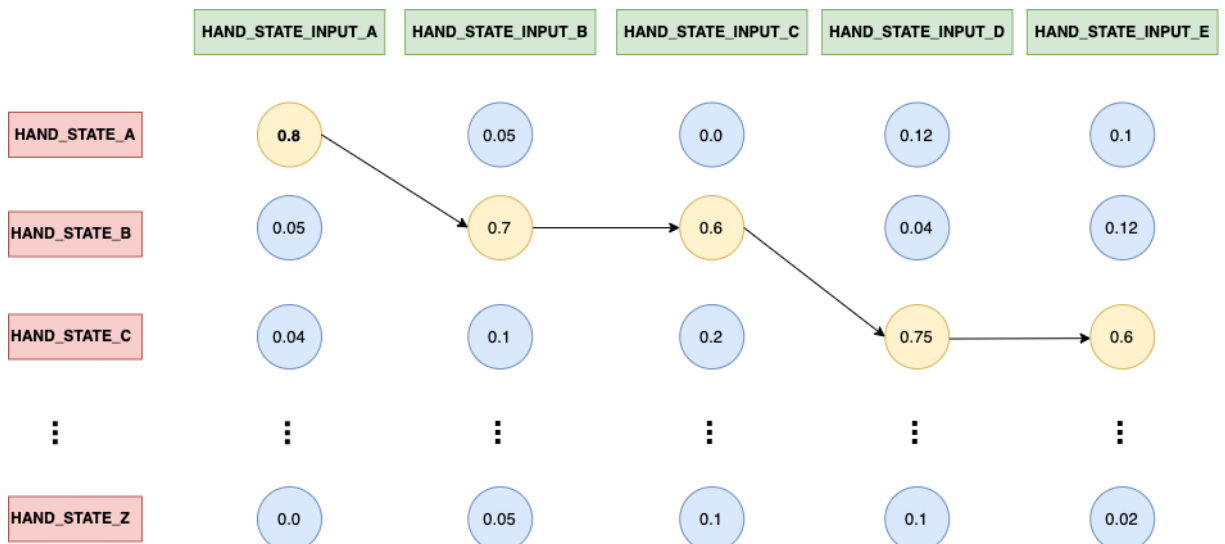 HAND_STATE_INPUT_A HAND_STATE_INPUT_B HAND_STATE_INPUT_C HAND_STATE_INPUT_D HAND_STATE_INPUT_E
HAND_STATE_A 0.8 0.05 0.0 0.12 0.1
HAND_STATE_B 0.05 0.7 0.6 0.04 0.12
HAND_STATE_C 0.04 0.1 0.2 0.75 0.6
HAND_STATE_Z 0.0 0.05 0.1 0.1 0.02